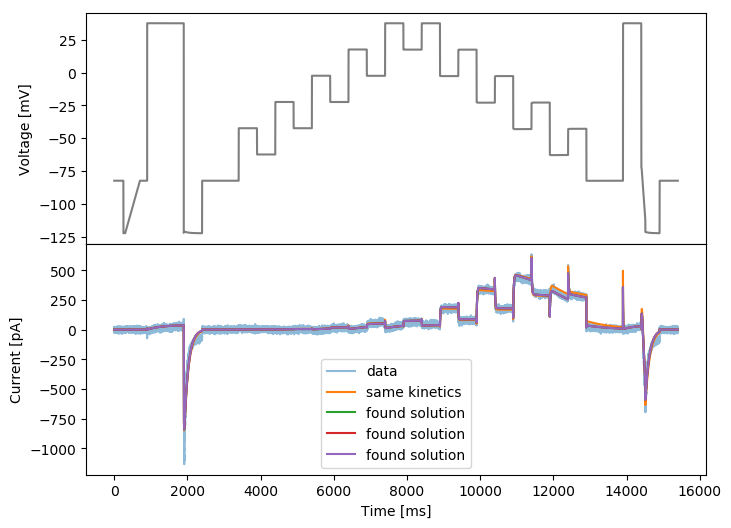 25
0
−25
−50
−75
−100
−125
Voltage [mV]
500
250
0
−250
−500
−750
−1000
Current [pA]
data
same kinetics
found solution
found solution
found solution
0 2000 4000 6000 8000 10000 12000 14000 16000
Time [ms]